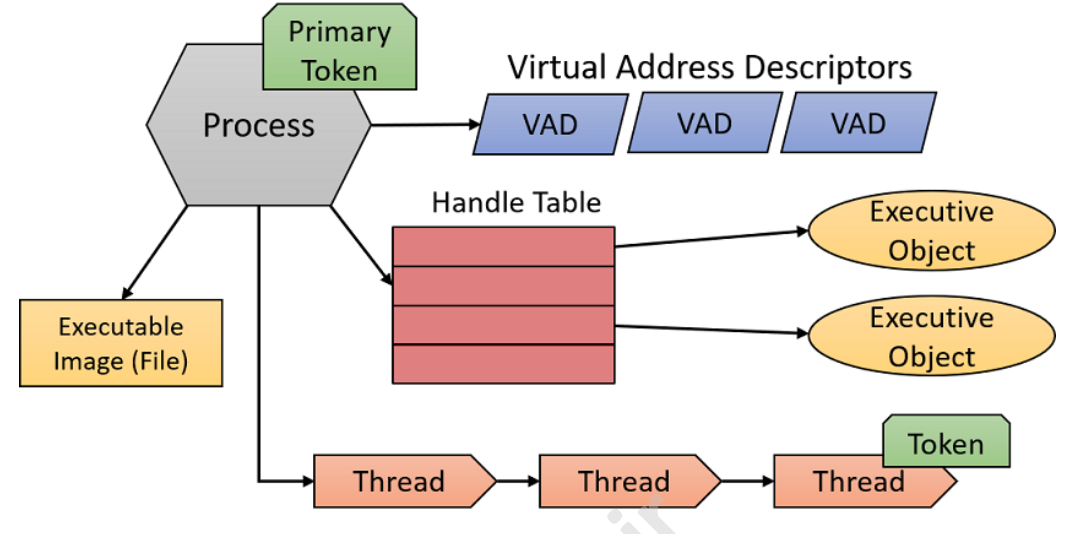 Primary
Token
Process
Virtual Address Descriptors
VAD
VAD
VAD
Handle Table
Executive
Object
Executable
Image (File)
Executive
Object
Thread
Thread
Thread
Token